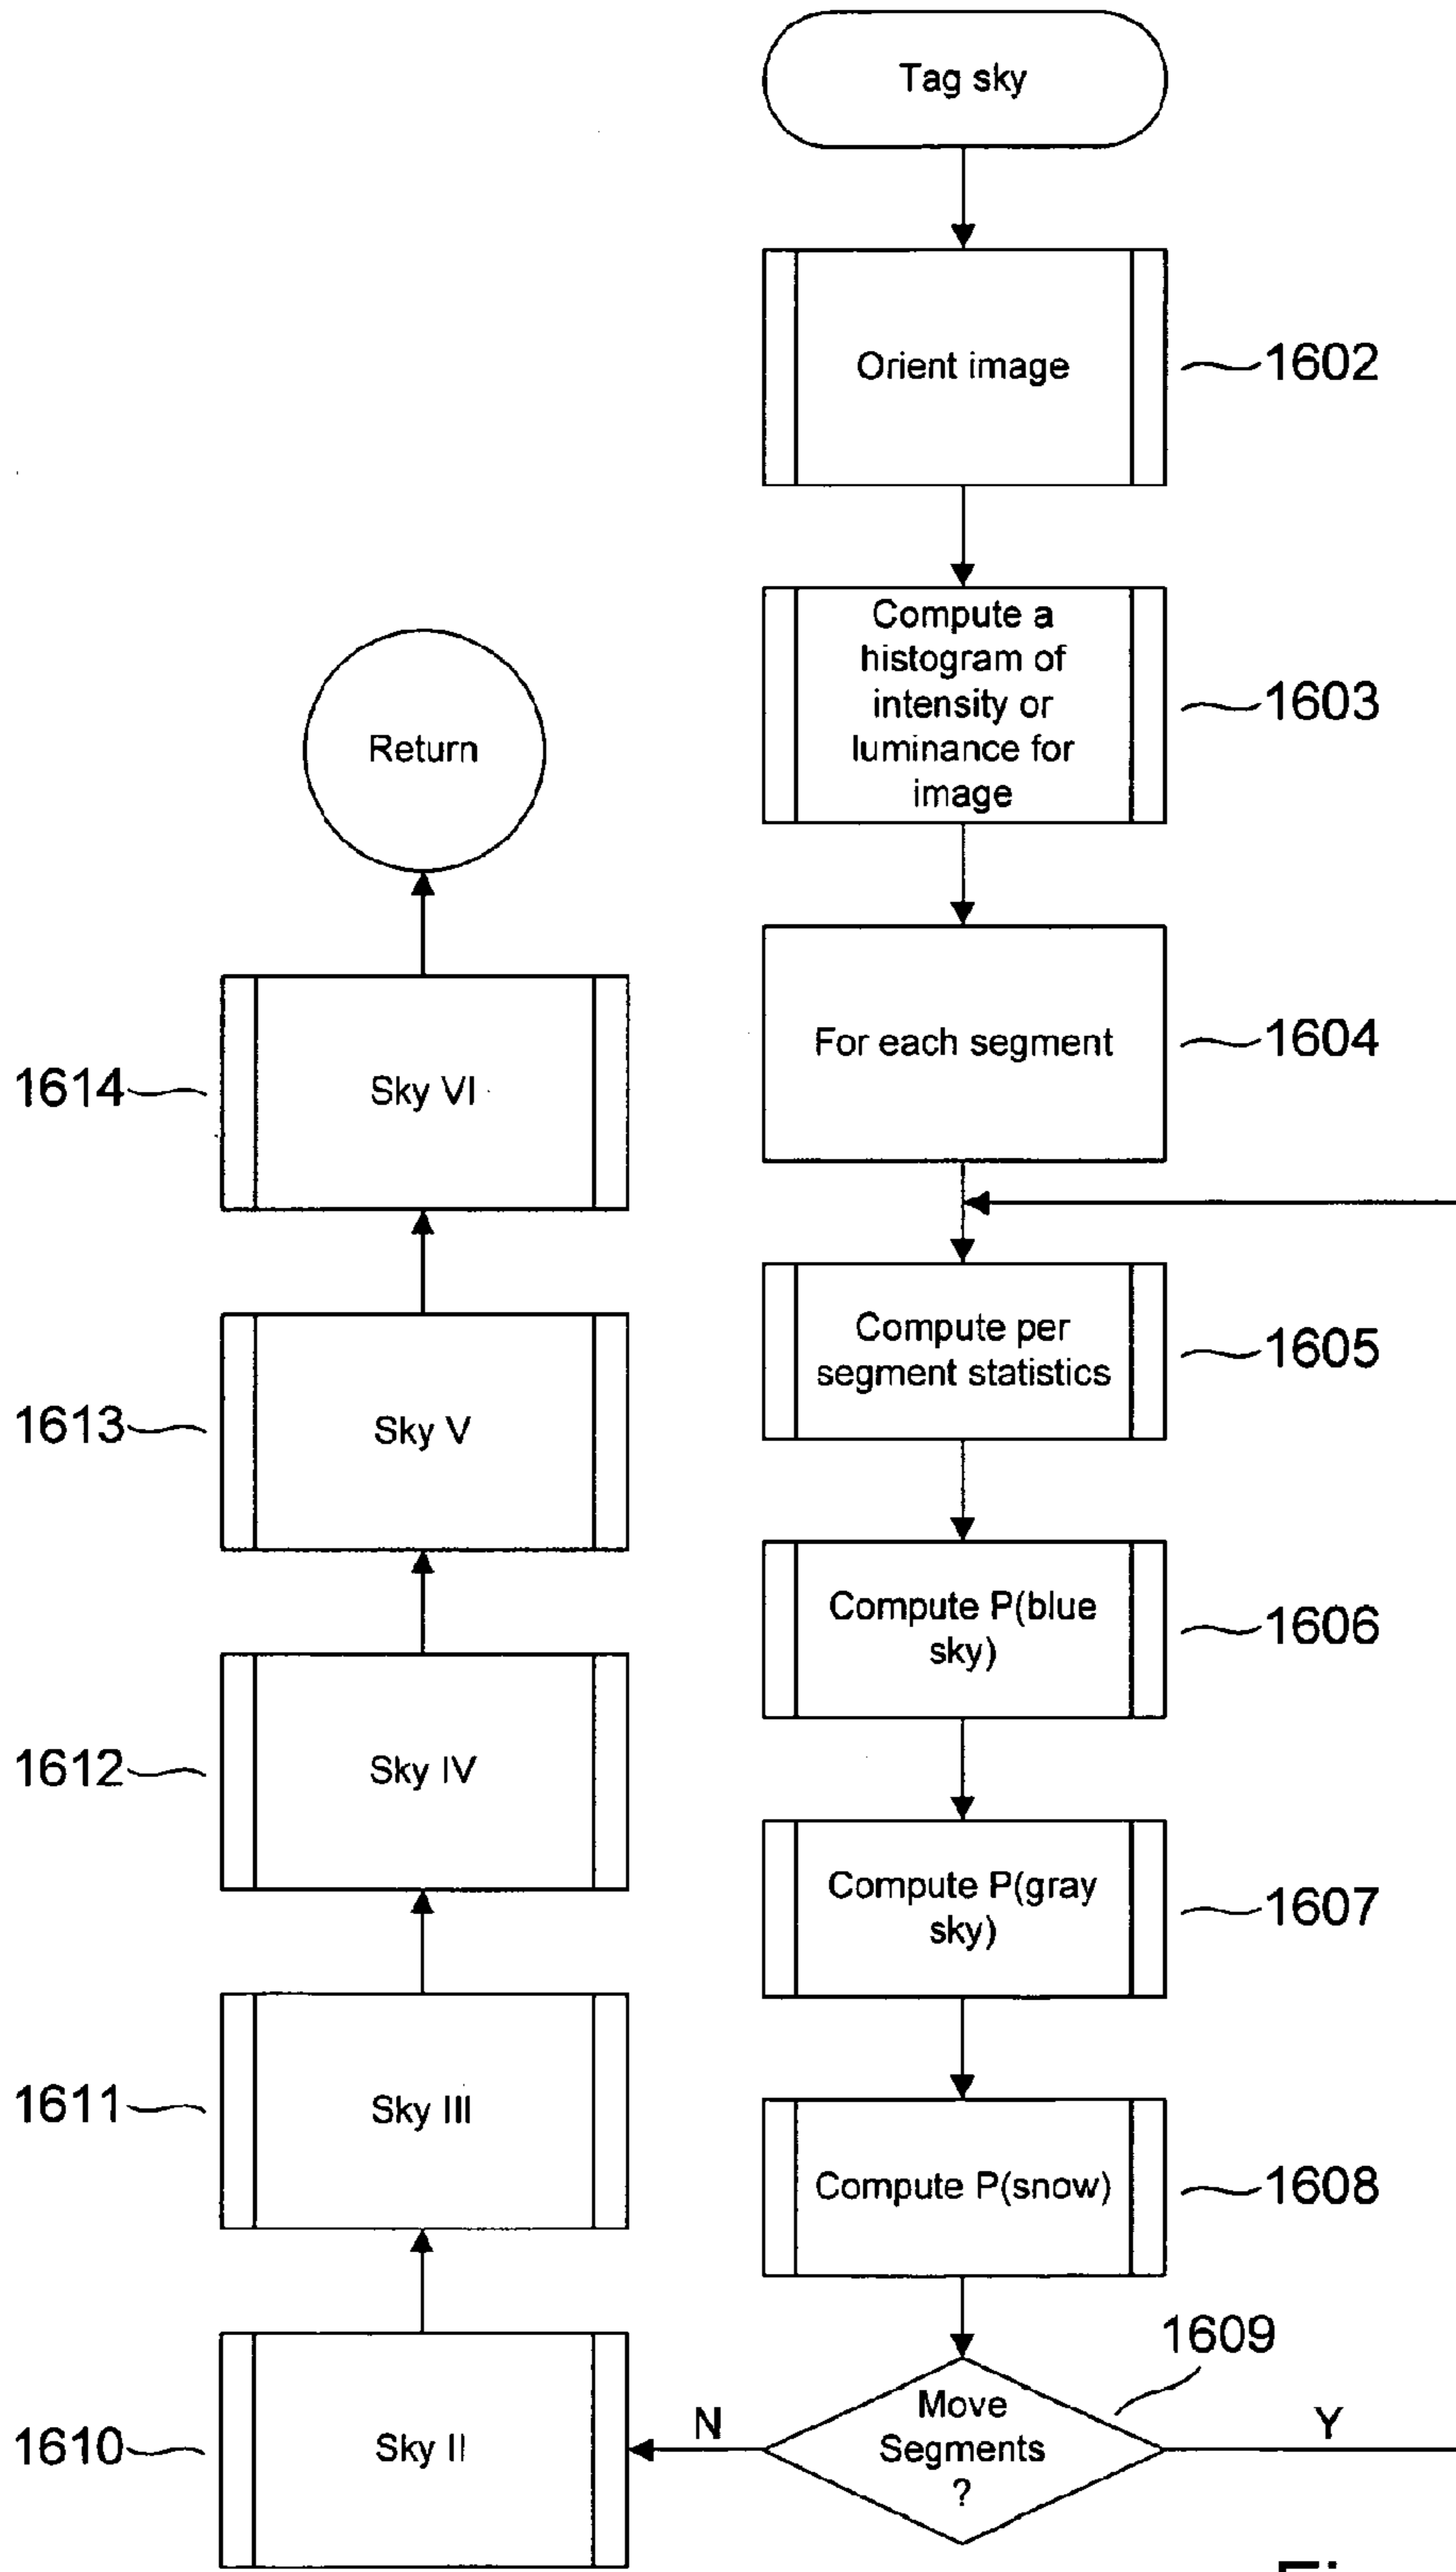 Tag sky
Orient image
1602
Compute a
histogram of
intensity or
luminance for
image
1603
For each segment
1604
Compute per
segment statistics
1605
Compute P(blue
sky)
1606
Compute P(gray
sky)
1607
Compute P(snow)
1608
1609
Move
Segments
?
N
Y
Sky II
1610
Sky III
1611
Sky IV
1612
Sky V
1613
Sky VI
1614
Return